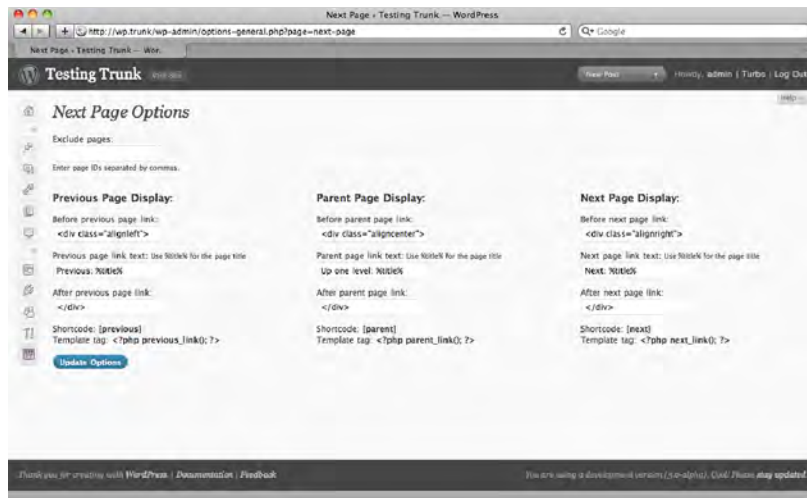 Next Page ‹ Testing Trunk — WordPress
http://wp.trunk/wp-admin/options-general.php?page=next-page
Google
Next Page ‹ Testing Trunk — Wor...
Testing Trunk
New Post
Howdy, admin | Turbo | Log Out
Help
Next Page Options
Exclude pages:
Enter page IDs separated by commas.
Previous Page Display:
Before previous page link:
<div class="alignleft">
Previous page link text: Use %title% for the page title
Previous: %title%
After previous page link:
</div>
Shortcode: [previous]
Template tag: <?php previous_link(); ?>
Parent Page Display:
Before parent page link:
<div class="aligncenter">
Parent page link text: Use %title% for the page title
Up one level: %title%
After parent page link:
</div>
Shortcode: [parent]
Template tag: <?php parent_link(); ?>
Next Page Display:
Before next page link:
<div class="alignright">
Next page link text: Use %title% for the page title
Next: %title%
After next page link:
</div>
Shortcode: [next]
Template tag: <?php next_link(); ?>
Update Options
Thank you for creating with WordPress | Documentation | Feedback
You are using a development version (3.0-alpha). Cool! Please stay updated